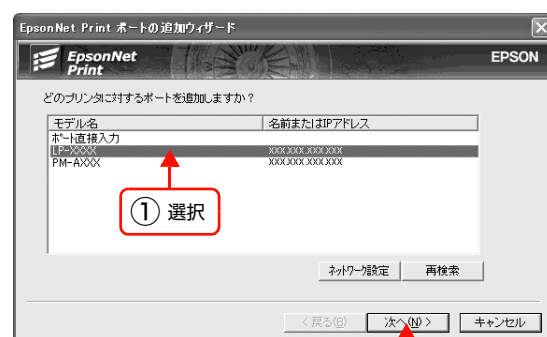 EpsonNet Print ポートの追加ウィザード
EpsonNet
Print
EPSON
どのプリンタに対するポートを追加しますか？
モデル名 名前またはIPアドレス
ポート直接入力
LP-XXXX XXX.XXX.XXX.XXX
PM-AXXX XXX.XXX.XXX.XXX
① 選択
ネットワーク設定 再検索
< 戻る(B) 次へ(N) > キャンセル